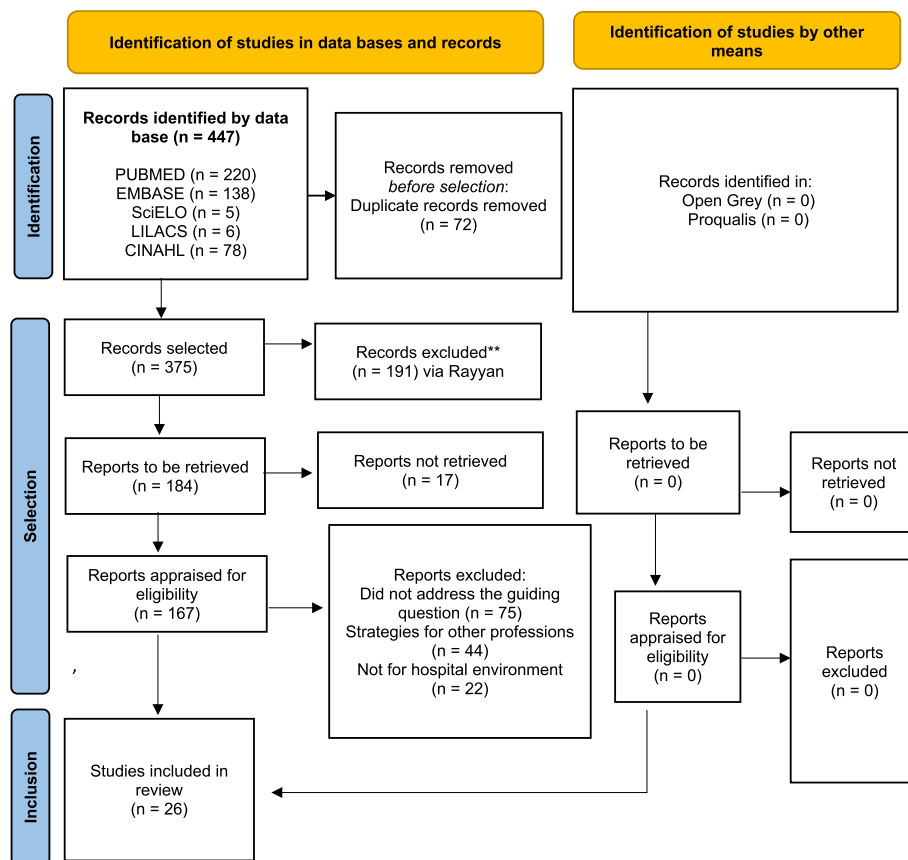 Identification of studies in data bases and records
Identification of studies by other
means
Identification
Records identified by data
base (n = 447)
PUBMED (n = 220)
EMBASE (n = 138)
SciELO (n = 5)
LILACS (n = 6)
CINAHL (n = 78)
Records removed
before selection:
Duplicate records removed
(n = 72)
Records identified in:
Open Grey (n = 0)
Proqualis (n = 0)
Selection
Records selected
(n = 375)
Records excluded**
(n = 191) via Rayyan
Reports to be retrieved
(n = 184)
Reports not retrieved
(n = 17)
Reports to be
retrieved
(n = 0)
Reports not
retrieved
(n = 0)
Reports appraised for
eligibility
(n = 167)
Reports excluded:
Did not address the guiding
question (n = 75)
Strategies for other professions
(n = 44)
Not for hospital environment
(n = 22)
Reports
appraised for
eligibility
(n = 0)
Reports
excluded
(n = 0)
,
Inclusion
Studies included in
review
(n = 26)